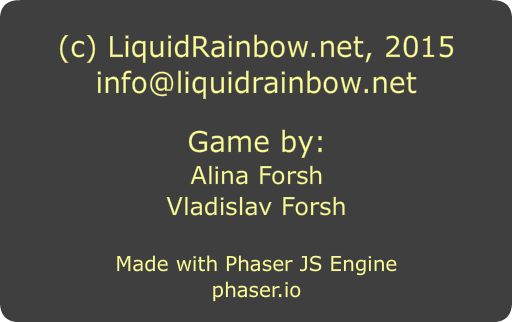 (c) LiquidRainbow.net, 2015
info@liquidrainbow.net
Game by:
Alina Forsh
Vladislav Forsh
Made with Phaser JS Engine
phaser.io